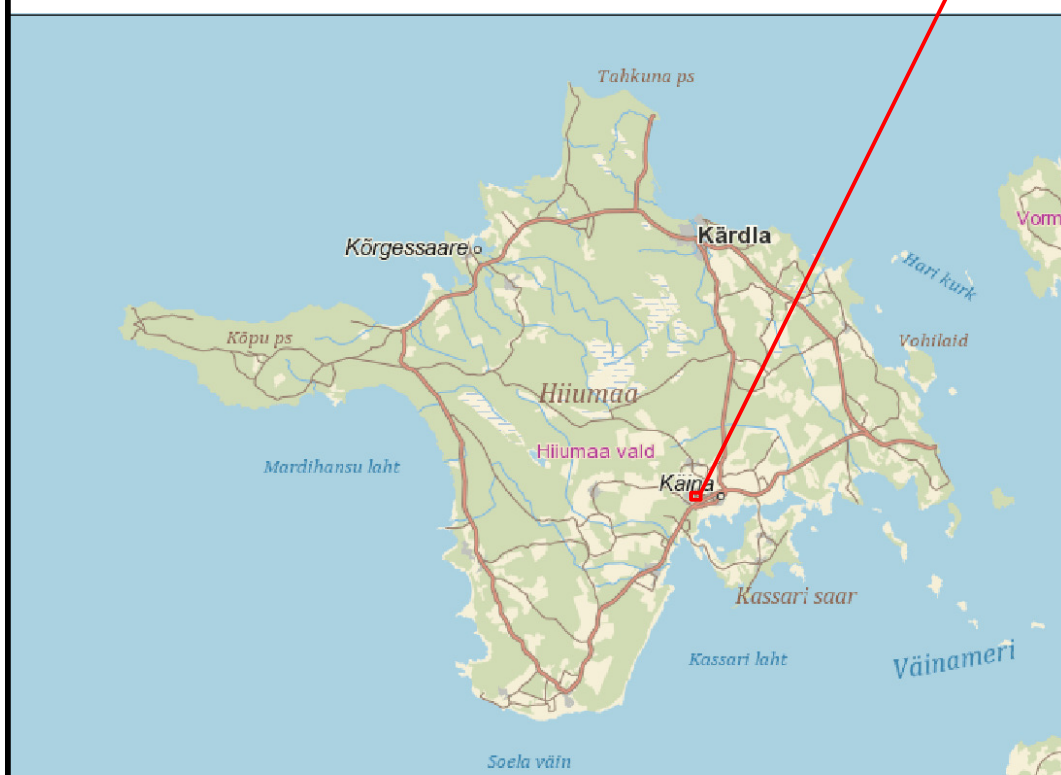 Tahkuna ps
Vorm
Kärdla
Kõrgessaare
Hari kurk
Kõpu ps
Vohilaid
Hiiumaa
Hiiumaa vald
Mardihansu laht
Käina
Kassari saar
Väinameri
Kassari laht
Soela väin